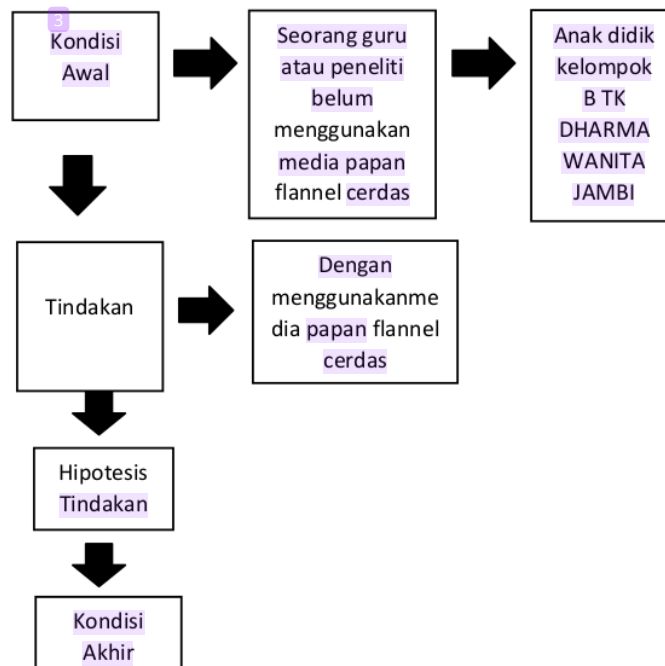 3
Kondisi
Awal
Seorang guru
atau peneliti
belum
menggunakan
media papan
flannel cerdas
Anak didik
kelompok
B TK
DHARMA
WANITA
JAMBI
Tindakan
Dengan
menggunakanme
dia papan flannel
cerdas
Hipotesis
Tindakan
Kondisi
Akhir